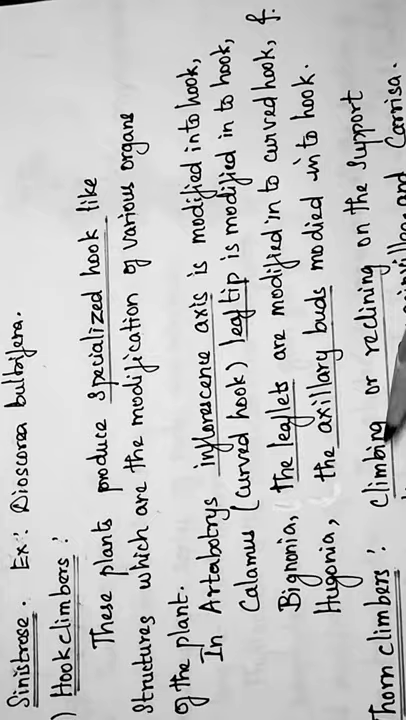 Sinistrose. Ex: Dioscorea bulbifera.
) Hook climbers:
These plants produce specialized hook like
Structures which are the modification of various organs
of the plant.
In Artabotrys inflorescence axis is modified into hook,
Calamus (curved hook) leaf tip is modified in to hook,
Bignonia, the leaflets are modified in to curved hook, f.
Hugonia, the axillary buds modied in to hook.
Thorn climbers: climbing or reclining on the support
and Carrisa.